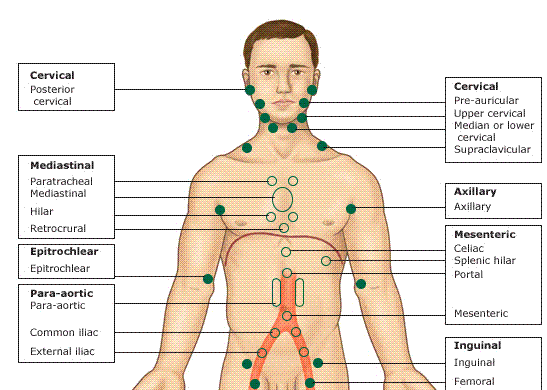 Cervical
Posterior
cervical
Mediastinal
Paratracheal
Mediastinal
Hilar
Retrocrural
Epitrochlear
Epitrochlear
Para-aortic
Para-aortic
Common iliac
External iliac
Cervical
Pre-auricular
Upper cervical
Median or lower
cervical
Supraclavicular
Axillary
Axillary
Mesenteric
Celiac
Splenic hilar
Portal
Mesenteric
Inguinal
Inguinal
Femoral